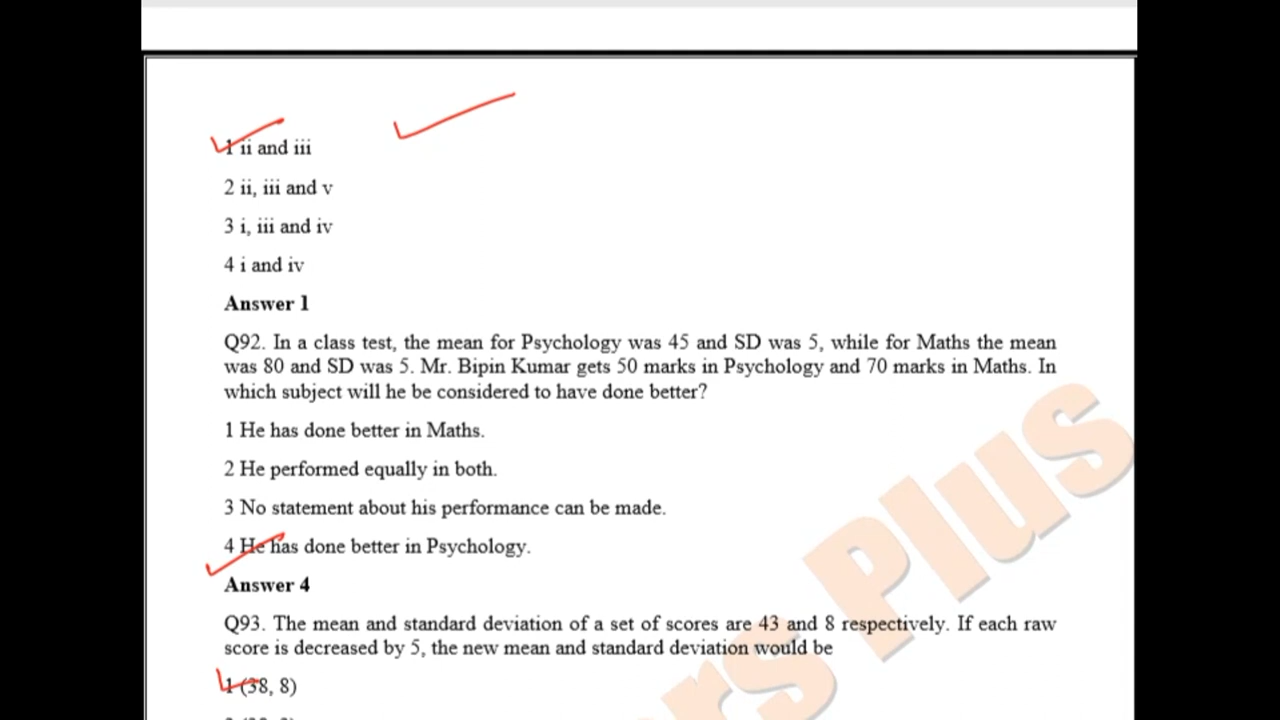 1 ii and iii
2 ii, iii and v
3 i, iii and iv
4 i and iv
Answer 1
Q92. In a class test, the mean for Psychology was 45 and SD was 5, while for Maths the mean
was 80 and SD was 5. Mr. Bipin Kumar gets 50 marks in Psychology and 70 marks in Maths. In
which subject will he be considered to have done better?
1 He has done better in Maths.
2 He performed equally in both.
3 No statement about his performance can be made.
4 He has done better in Psychology.
Answer 4
Q93. The mean and standard deviation of a set of scores are 43 and 8 respectively. If each raw
score is decreased by 5, the new mean and standard deviation would be
1 (38, 8)
rs Plus